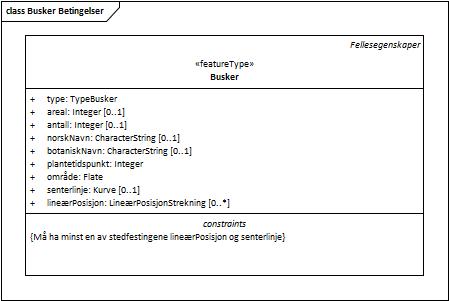 class Busker Betingelser
Fellesegenskaper
«featureType»
Busker
+ type: TypeBusker
+ areal: Integer [0..1]
+ antall: Integer [0..1]
+ norskNavn: CharacterString [0..1]
+ botaniskNavn: CharacterString [0..1]
+ plantetidspunkt: Integer
+ område: Flate
+ senterlinje: Kurve [0..1]
+ lineærPosisjon: LineærPosisjonStrekning [0..*]
constraints
{Må ha minst en av stedfestingene lineærPosisjon og senterlinje}